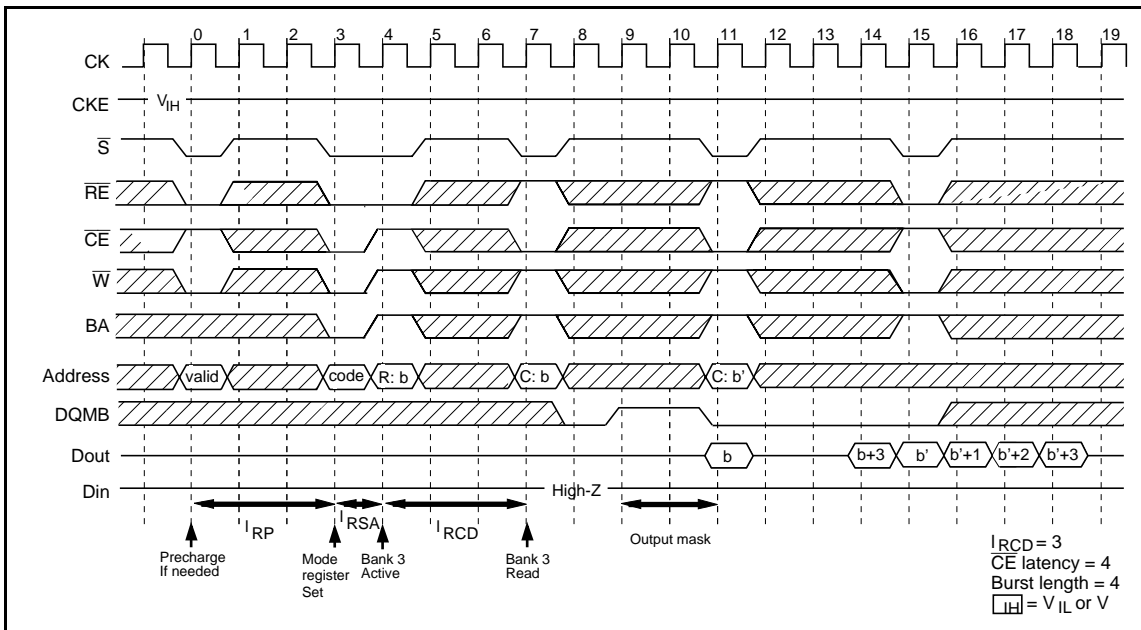 0 1 2 3 4 5 6 7 8 9 10 11 12 13 14 15 16 17 18 19
CK
CKE VIH
S
RE
CE
W
BA
Address valid code R: b C: b C: b'
DQMB
Dout b b+3 b' b'+1 b'+2 b'+3
Din High-Z
IRP IRSA IRCD Output mask
Precharge
If needed
Mode
register
Set
Bank 3
Active
Bank 3
Read
IRCD = 3
CE latency = 4
Burst length = 4
IH = VIL or V